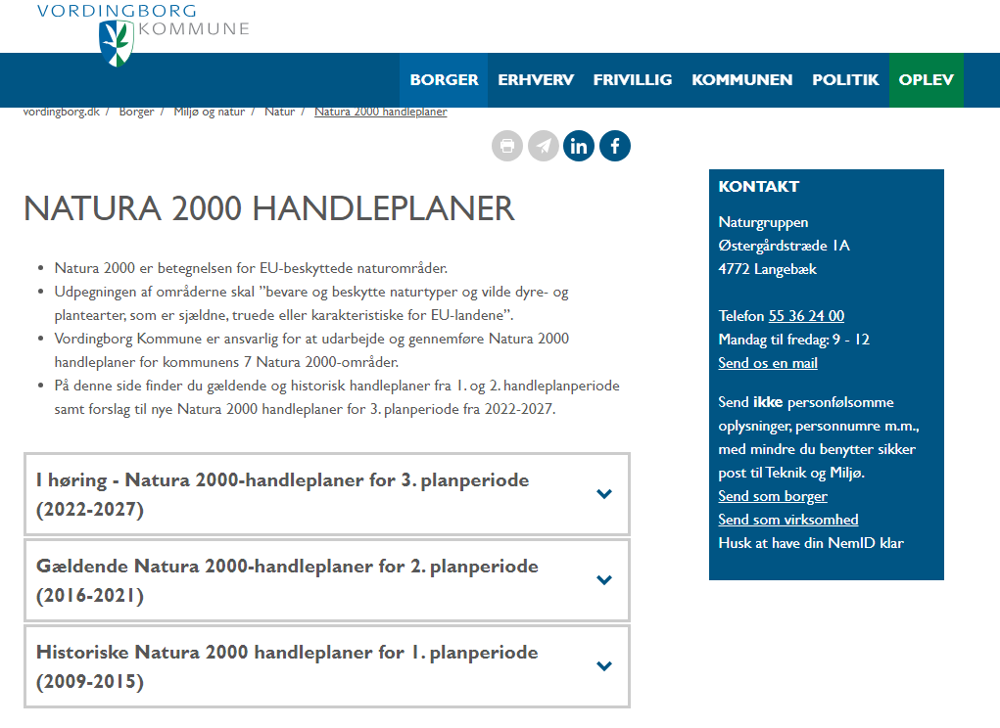 VORDINGBORG
KOMMUNE
BORGER ERHVERV FRIVILLIG KOMMUNEN POLITIK OPLEV
vordingborg.dk / Borger / Miljø og natur / Natur / Natura 2000 handleplaner
NATURA 2000 HANDLEPLANER
• Natura 2000 er betegnelsen for EU-beskyttede naturområder.
• Udpegningen af områderne skal ”bevare og beskytte naturtyper og vilde dyre- og
plantearter, som er sjældne, truede eller karakteristiske for EU-landene”.
• Vordingborg Kommune er ansvarlig for at udarbejde og gennemføre Natura 2000
handleplaner for kommunens 7 Natura 2000-områder.
• På denne side finder du gældende og historisk handleplaner fra 1. og 2. handleplanperiode
samt forslag til nye Natura 2000 handleplaner for 3. planperiode fra 2022-2027.
I høring - Natura 2000-handleplaner for 3. planperiode
(2022-2027)
Gældende Natura 2000-handleplaner for 2. planperiode
(2016-2021)
Historiske Natura 2000 handleplaner for 1. planperiode
(2009-2015)
KONTAKT
Naturgruppen
Østergårdstræde 1A
4772 Langebæk
Telefon 55 36 24 00
Mandag til fredag: 9 - 12
Send os en mail
Send ikke personfølsomme
oplysninger, personnumre m.m.,
med mindre du benytter sikker
post til Teknik og Miljø.
Send som borger
Send som virksomhed
Husk at have din NemID klar